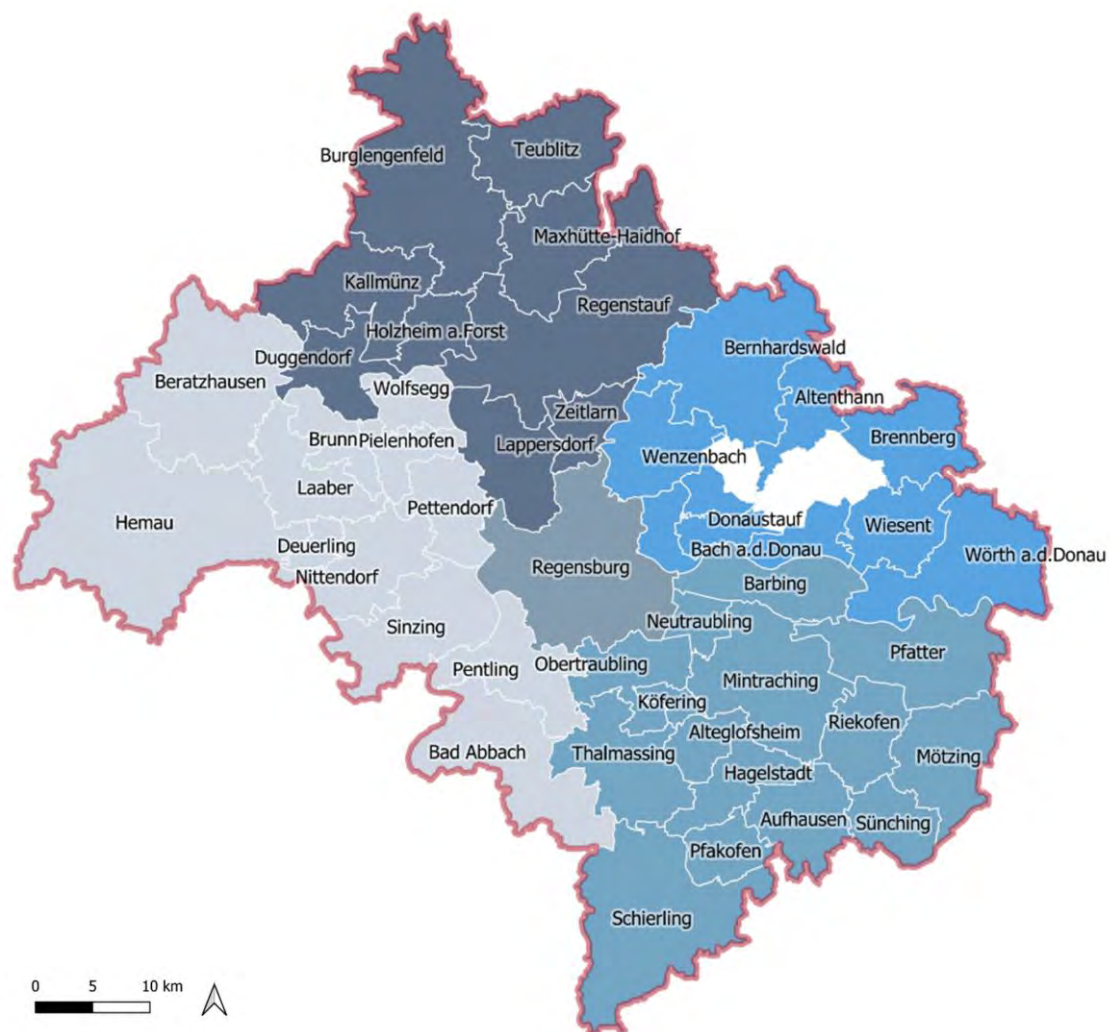 Burglengenfeld
Teublitz
Maxhütte-Haidhof
Kallmünz
Regenstauf
Holzheim a.Forst
Duggendorf
Bernhardswald
Beratzhausen
Wolfsegg
Altenthann
Zeitlarn
Brunn
Pielenhofen
Lappersdorf
Brennberg
Wenzenbach
Laaber
Pettendorf
Hemau
Donaustauf
Wiesent
Deuerling
Bach a.d.Donau
Wörth a.d.Donau
Nittendorf
Regensburg
Barbing
Sinzing
Neutraubling
Pfatter
Pentling
Obertraubling
Mintraching
Köfering
Riekofen
Alteglofsheim
Bad Abbach
Thalmassing
Mötzing
Hagelstadt
Aufhausen
Sünching
Pfakofen
Schierling
0 5 10 km